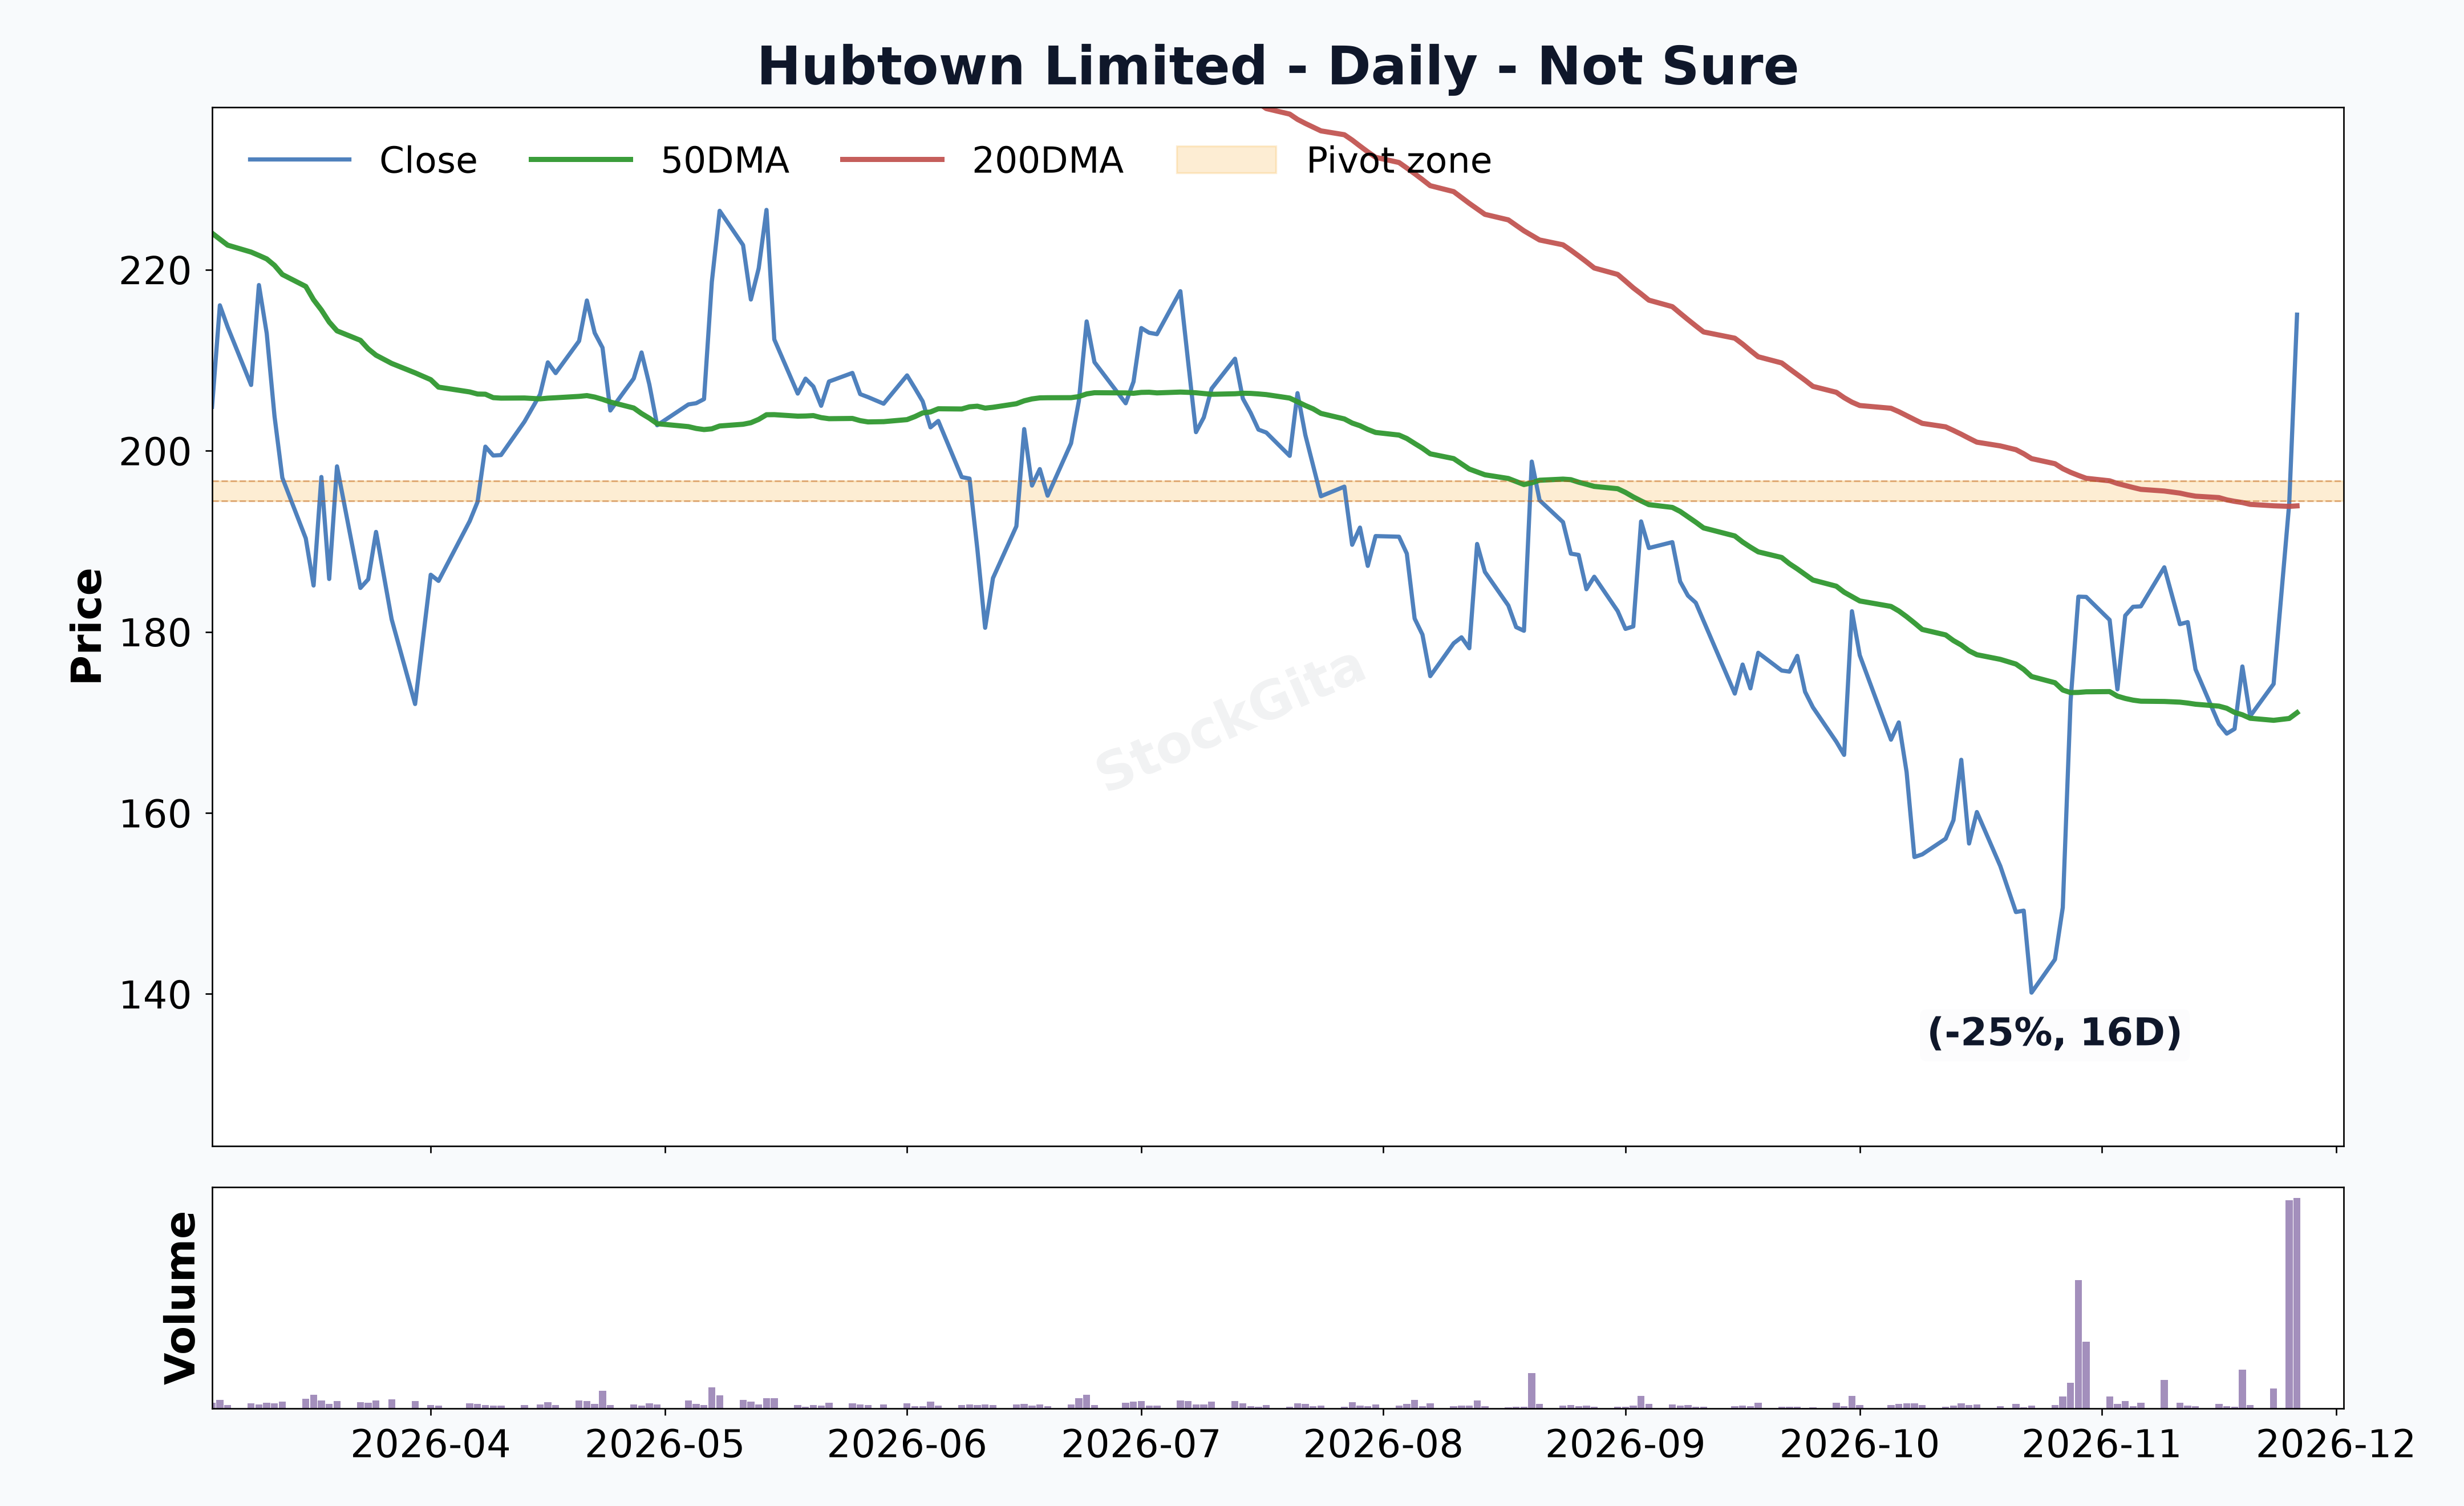 Hubtown Limited - Daily - Not Sure
Close 50DMA 200DMA Pivot zone
220
200
180
160
140
Price
StockGita
(-25%, 16D)
Volume
2026-04 2026-05 2026-06 2026-07 2026-08 2026-09 2026-10 2026-11 2026-12